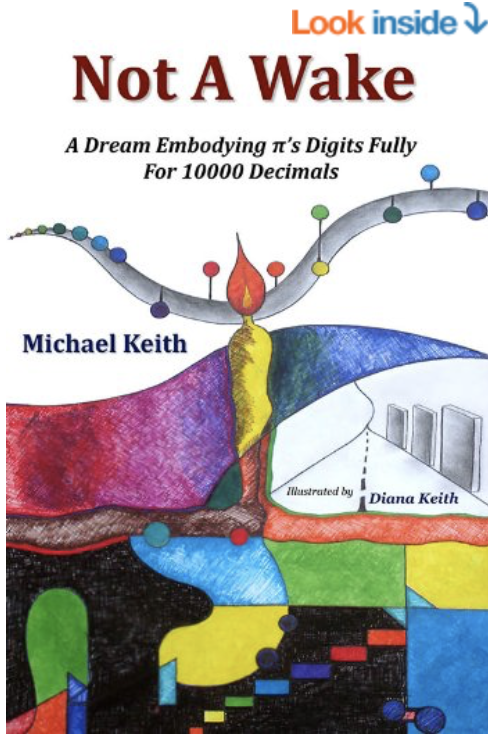 Look inside
Not A Wake
A Dream Embodying π's Digits Fully
For 10000 Decimals
Michael Keith
Illustrated by Diana Keith